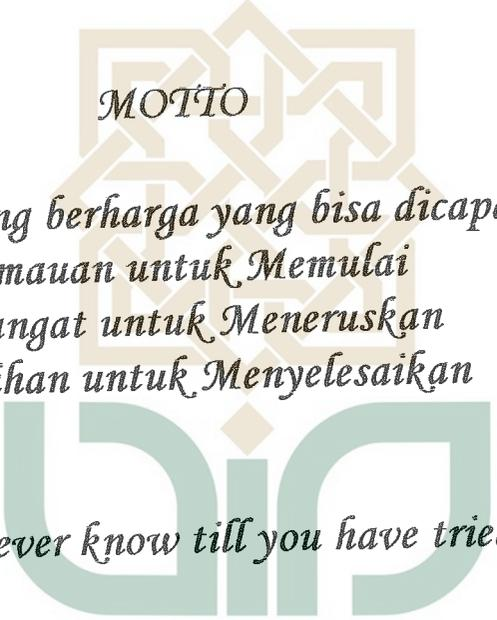 MOTTO
ng berharga yang bisa dicapa
mauan untuk Memulai
ngat untuk Meneruskan
ihan untuk Menyelesaikan
ever know till you have trie